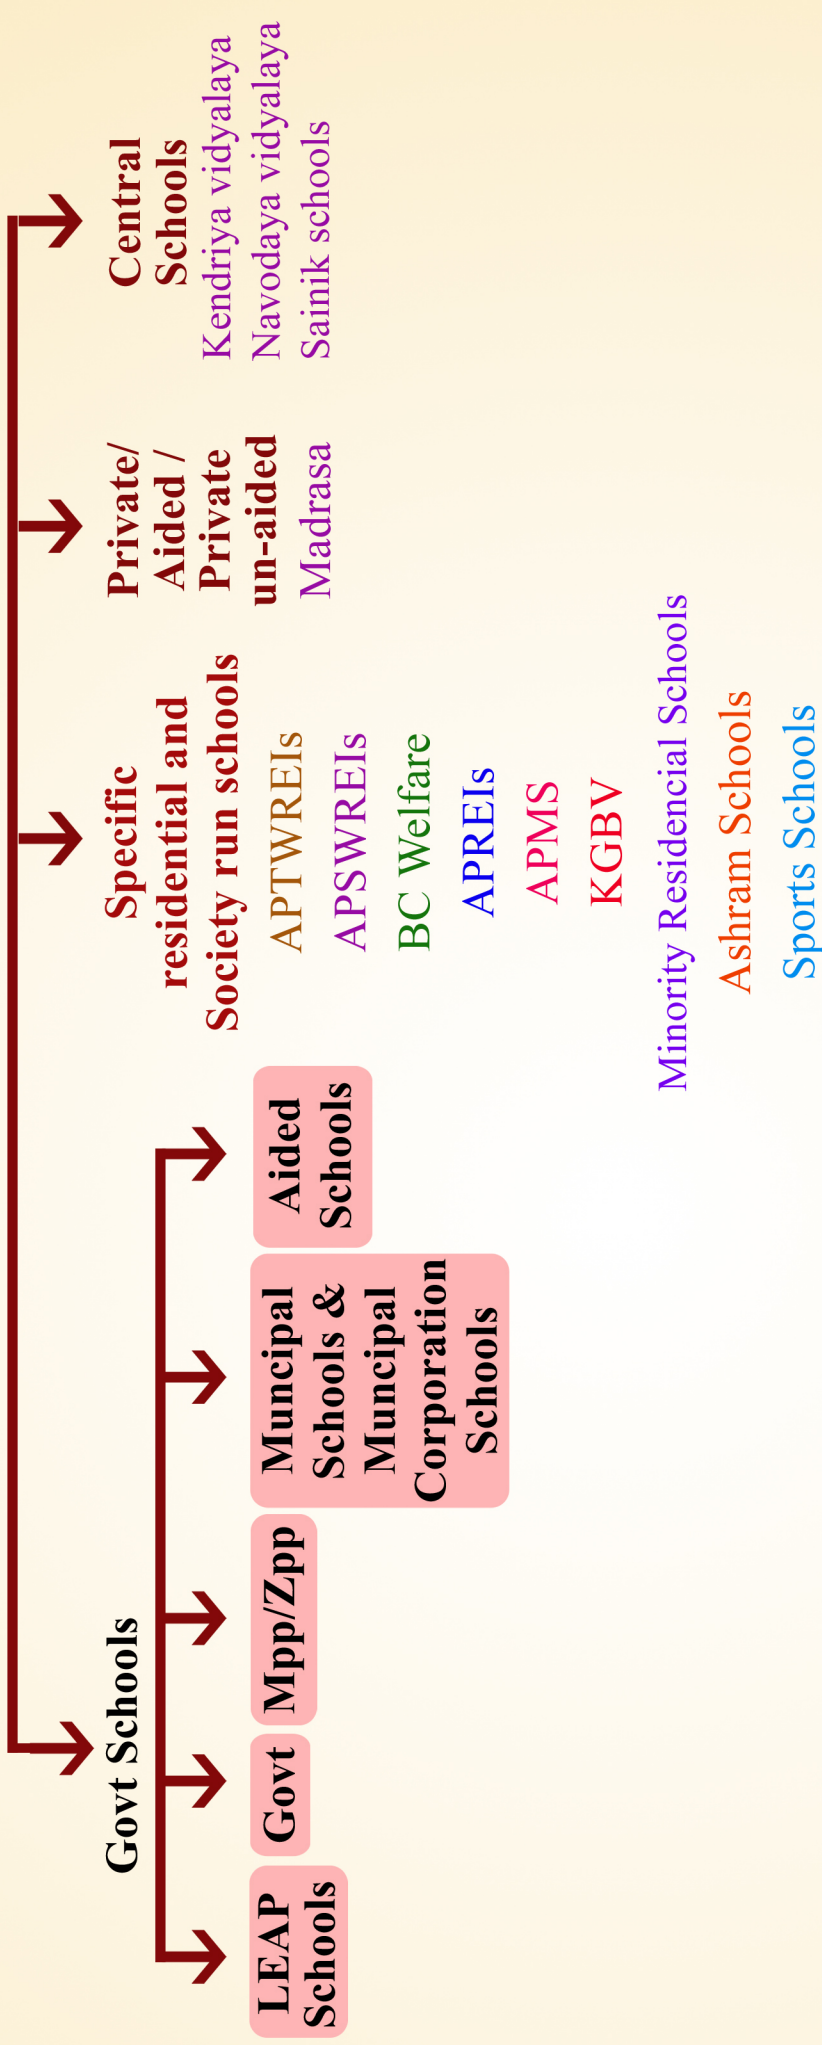 Govt Schools
LEAP
Schools
Govt
Mpp/Zpp
Muncipal
Schools &
Muncipal
Corporation
Schools
Aided
Schools
Specific
residential and
Society run schools
APTWREIs
APSWREIs
BC Welfare
APREIs
APMS
KGBV
Minority Residencial Schools
Ashram Schools
Sports Schools
Private/
Aided /
Private
un-aided
Madrasa
Central
Schools
Kendriya vidyalaya
Navodaya vidyalaya
Sainik schools